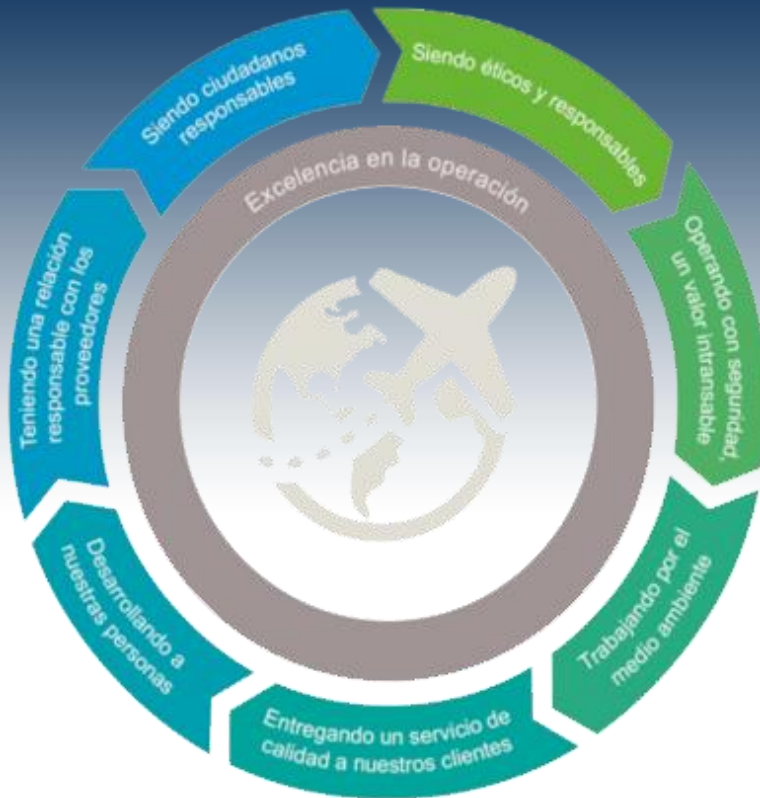 Siendo éticos y responsables
Operando con seguridad,
un valor intransable
Trabajando por el
medio ambiente
Entregando un servicio de
calidad a nuestros clientes
Desarrollando a
nuestras personas
Teniendo una relación
responsable con los
proveedores
Siendo ciudadanos
responsables
Excelencia en la operación